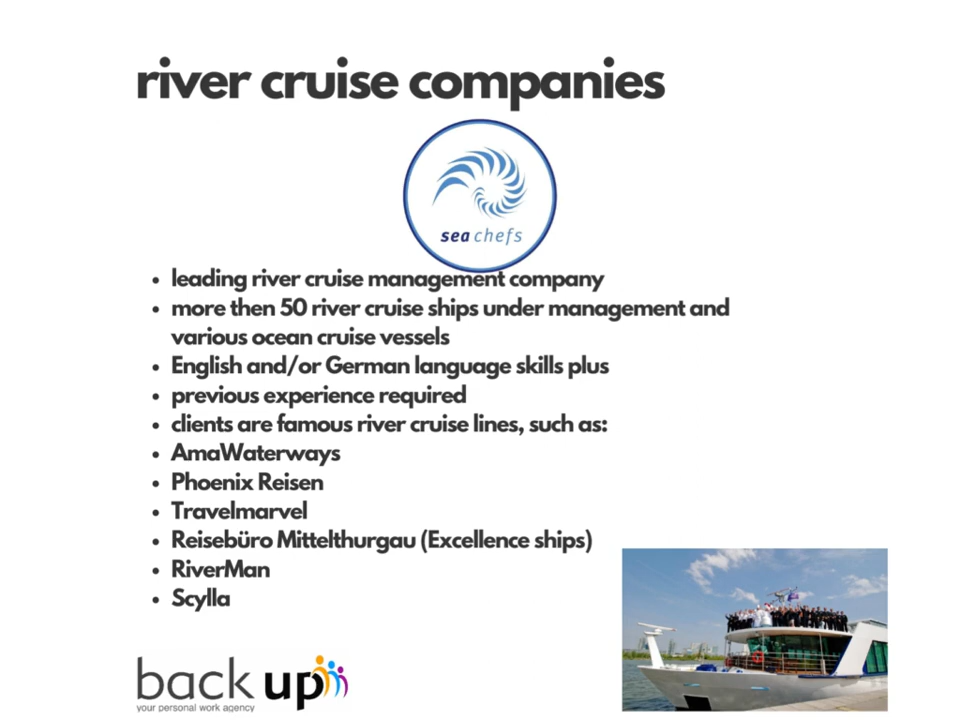 river cruise companies
sea chefs
• leading river cruise management company
• more then 50 river cruise ships under management and
various ocean cruise vessels
• English and/or German language skills plus
• previous experience required
• clients are famous river cruise lines, such as:
• AmaWaterways
• Phoenix Reisen
• Travelmarvel
• Reisebüro Mittelthurgau (Excellence ships)
• RiverMan
• Scylla
back up
your personal work agency